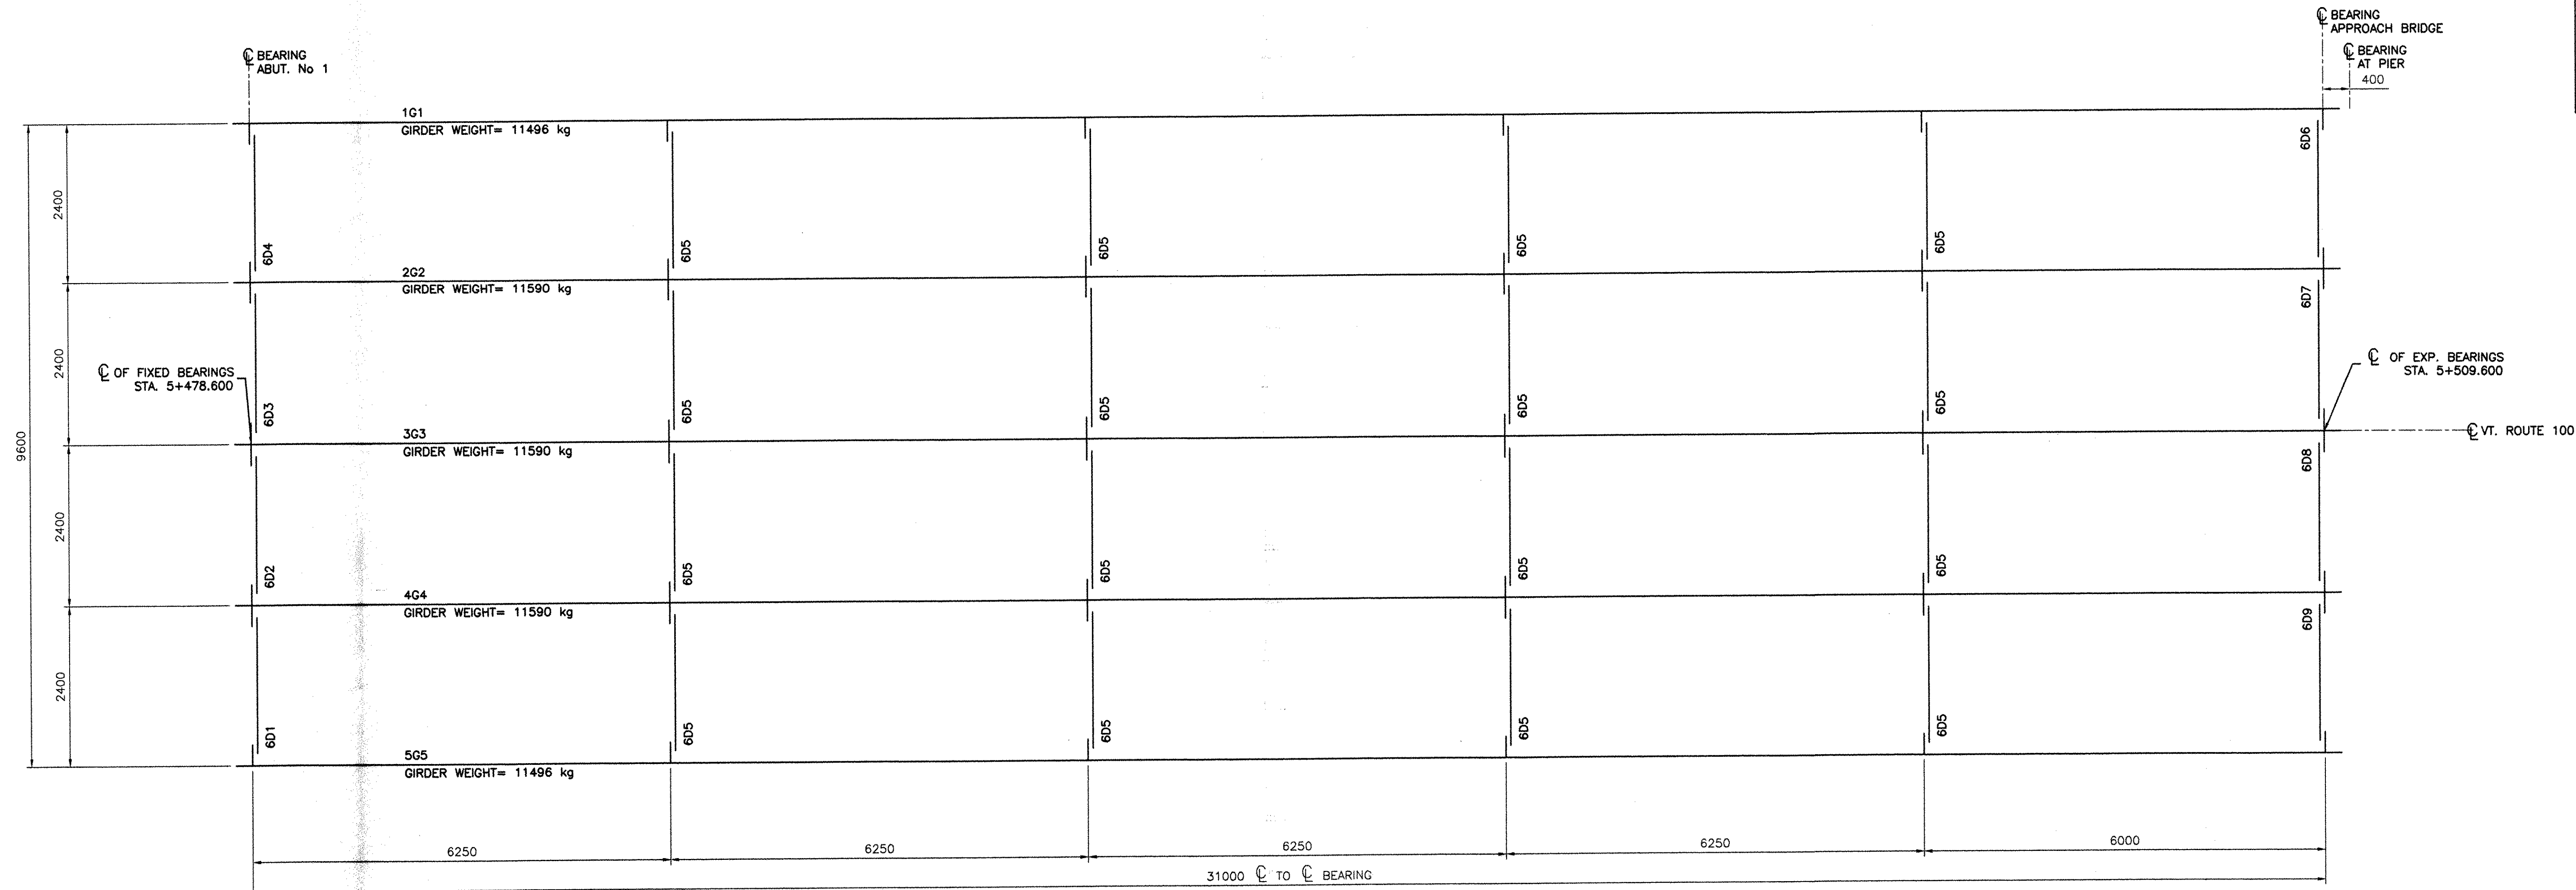 ℄ BEARING
APPROACH BRIDGE
℄ BEARING
AT PIER
400
℄ BEARING
ABUT. No 1
1G1
GIRDER WEIGHT= 11496 kg
6D6
2400
6D4
6D5
6D5
6D5
6D5
2G2
GIRDER WEIGHT= 11590 kg
6D7
2400
℄ OF FIXED BEARINGS
STA. 5+478.600
℄ OF EXP. BEARINGS
STA. 5+509.600
6D3
6D5
6D5
6D5
6D5
9600
3G3
GIRDER WEIGHT= 11590 kg
℄ VT. ROUTE 100
6D8
2400
6D2
6D5
6D5
6D5
6D5
4G4
GIRDER WEIGHT= 11590 kg
6D9
2400
6D1
6D5
6D5
6D5
6D5
5G5
GIRDER WEIGHT= 11496 kg
6250
6250
6250
6250
6000
31000 ℄ TO ℄ BEARING